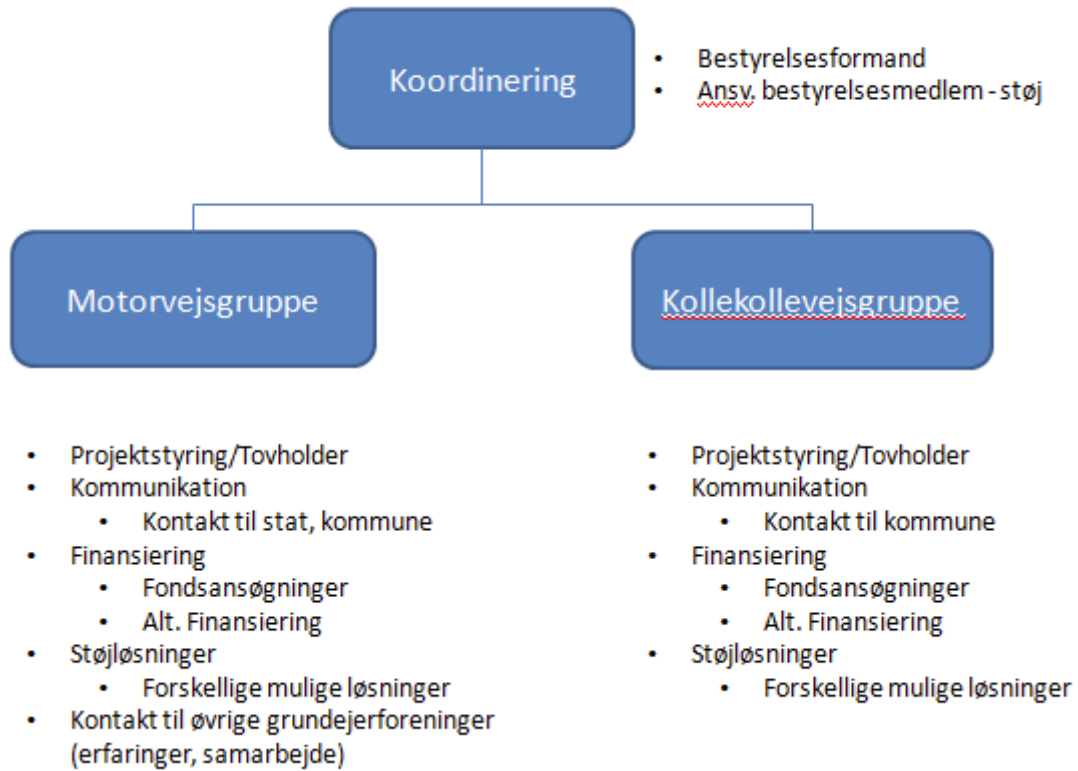 Koordinering
• Bestyrelsesformand
• Ansv. bestyrelsesmedlem - støj
Motorvejsgruppe
Kollekollevejsgruppe
• Projektstyring/Tovholder
• Kommunikation
• Kontakt til stat, kommune
• Finansiering
• Fondsansøgninger
• Alt. Finansiering
• Støjløsninger
• Forskellige mulige løsninger
• Kontakt til øvrige grundejerforeninger
(erfaringer, samarbejde)
• Projektstyring/Tovholder
• Kommunikation
• Kontakt til kommune
• Finansiering
• Fondsansøgninger
• Alt. Finansiering
• Støjløsninger
• Forskellige mulige løsninger